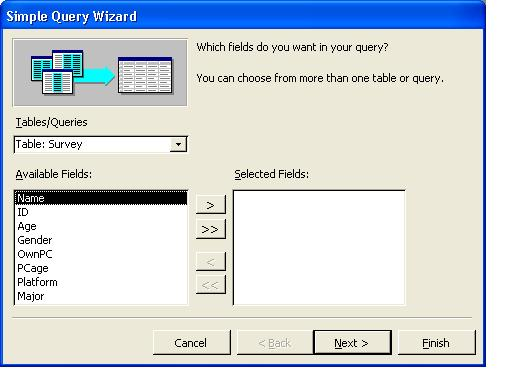 Simple Query Wizard
Which fields do you want in your query?
You can choose from more than one table or query.
Tables/Queries
Table: Survey
Available Fields:
Selected Fields:
Name
ID
Age
Gender
OwnPC
PCage
Platform
Major
>
>>
<
<<
Cancel
< Back
Next >
Finish